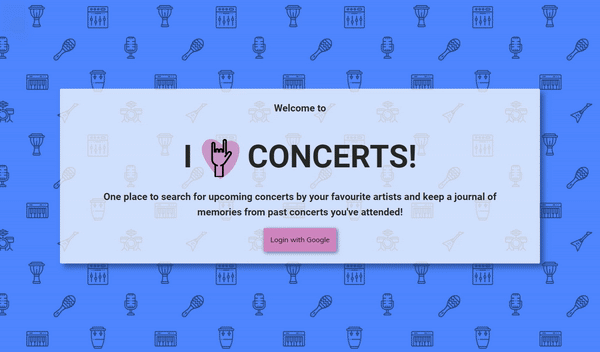 Welcome to
I CONCERTS!
One place to search for upcoming concerts by your favourite artists and keep a journal of
memories from past concerts you've attended!
Login with Google